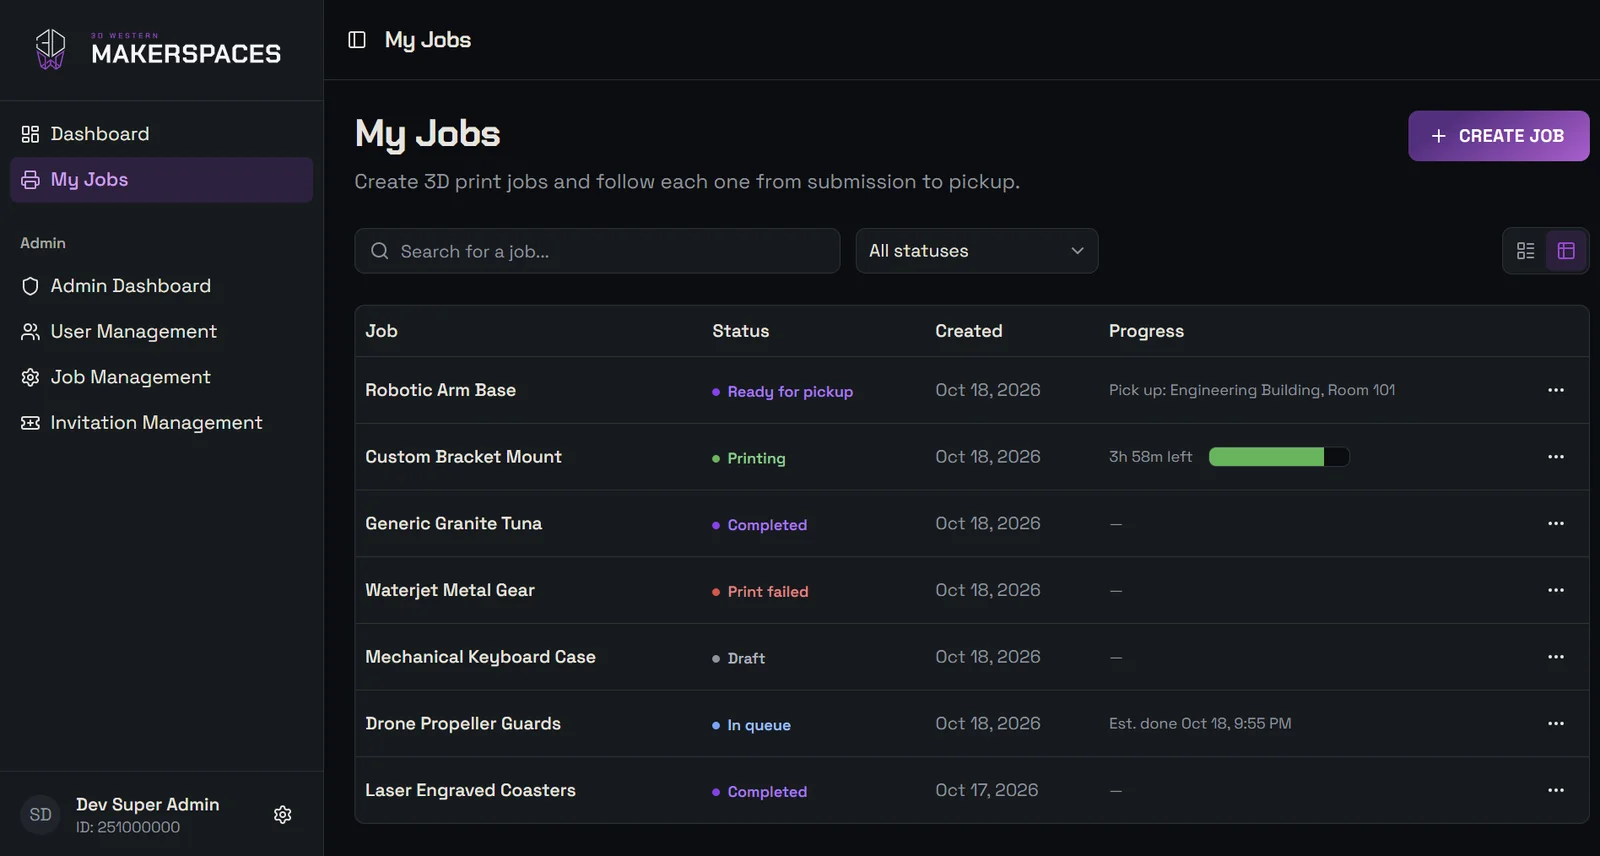 3D WESTERN
MAKERSPACES
My Jobs
Dashboard
My Jobs
Admin
Admin Dashboard
User Management
Job Management
Invitation Management
SD
Dev Super Admin
ID: 251000000
My Jobs
Create 3D print jobs and follow each one from submission to pickup.
+ CREATE JOB
Search for a job...
All statuses
Job Status Created Progress
Robotic Arm Base Ready for pickup Oct 18, 2026 Pick up: Engineering Building, Room 101 ...
Custom Bracket Mount Printing Oct 18, 2026 3h 58m left ...
Generic Granite Tuna Completed Oct 18, 2026 — ...
Waterjet Metal Gear Print failed Oct 18, 2026 — ...
Mechanical Keyboard Case Draft Oct 18, 2026 — ...
Drone Propeller Guards In queue Oct 18, 2026 Est. done Oct 18, 9:55 PM ...
Laser Engraved Coasters Completed Oct 17, 2026 — ...